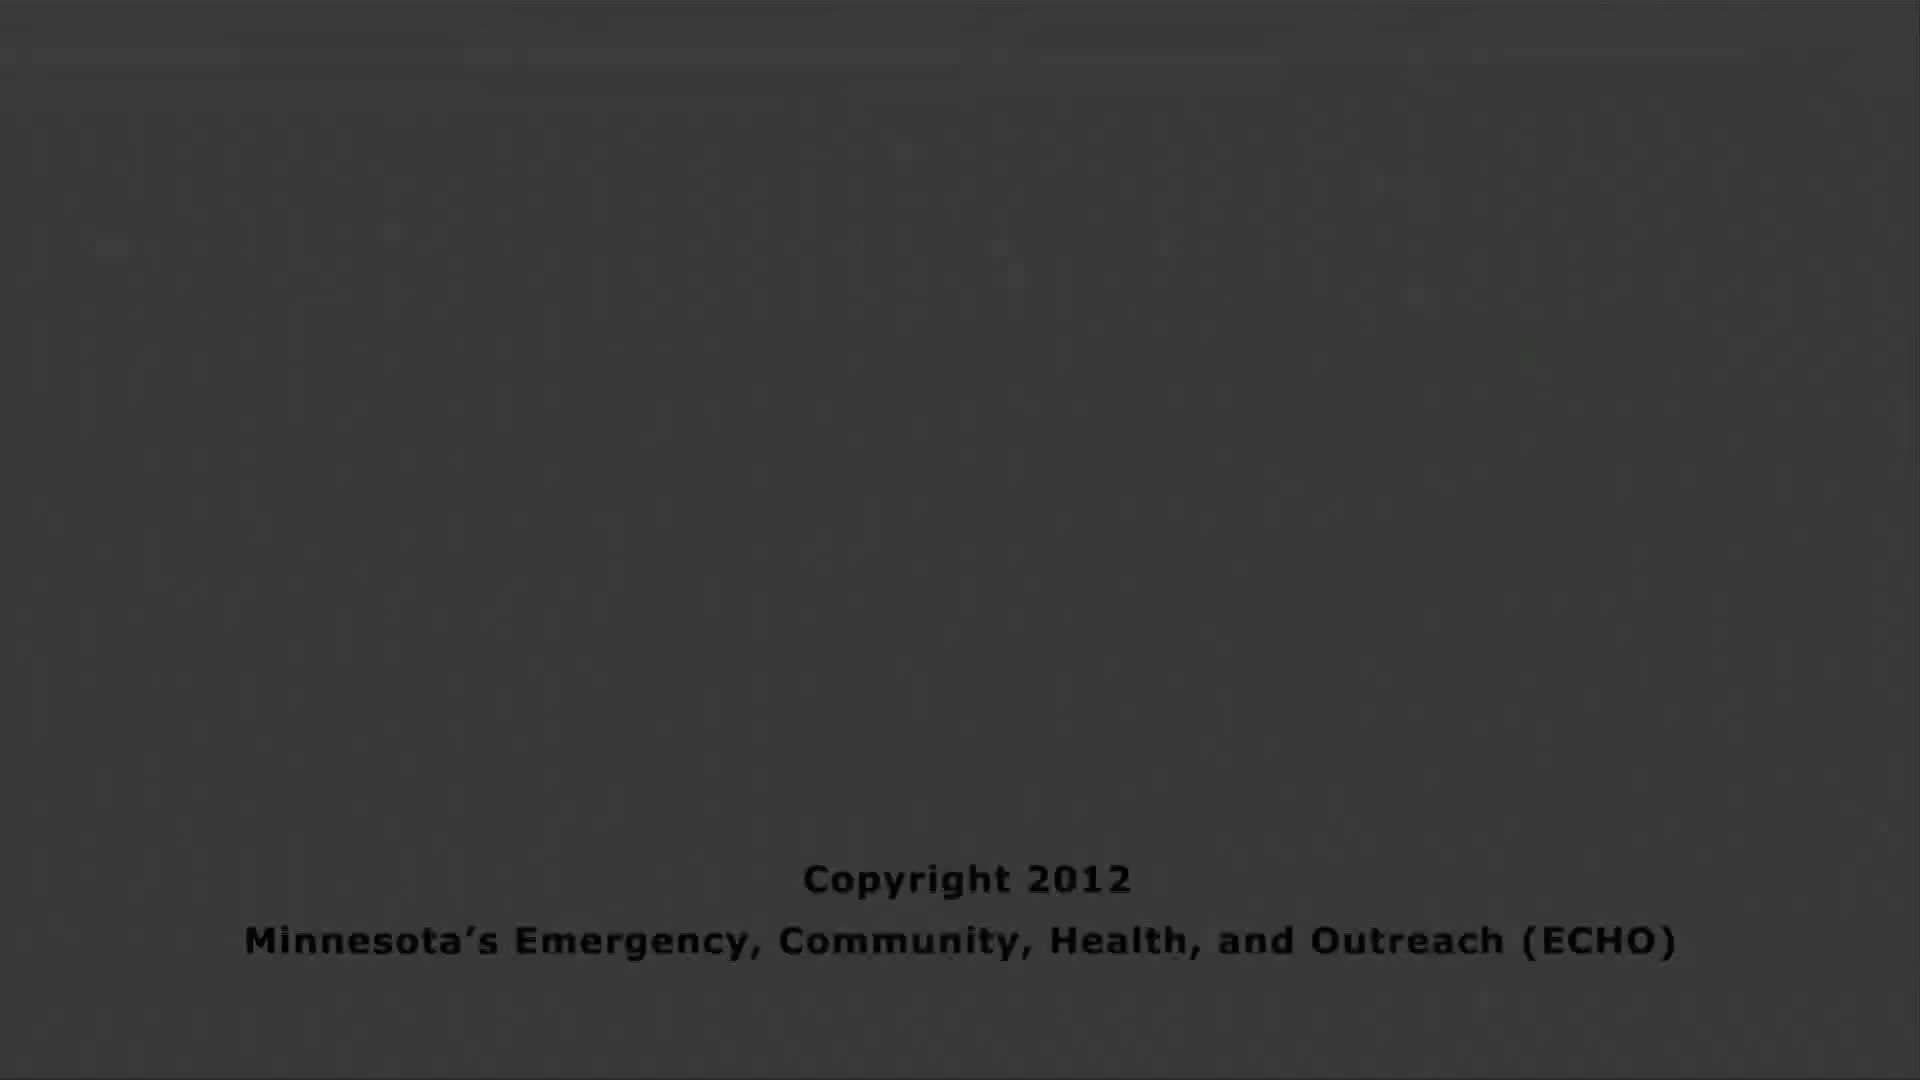 Copyright 2012
Minnesota’s Emergency, Community, Health, and Outreach (ECHO)